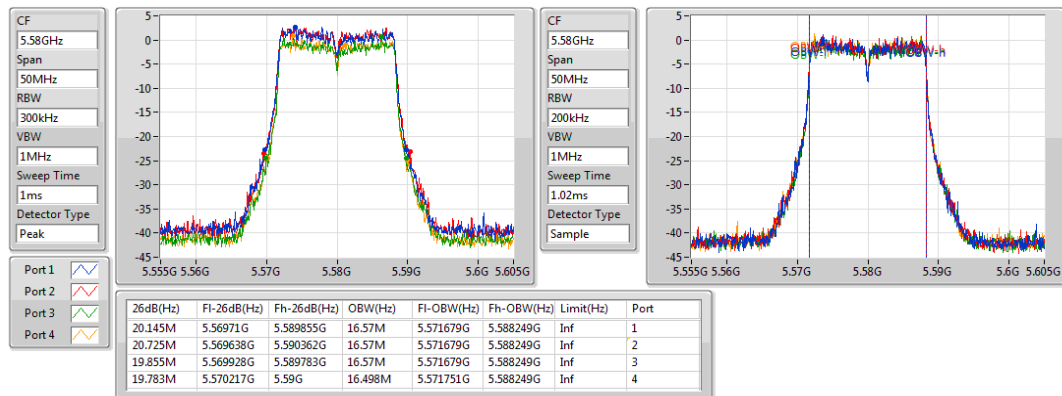 CF
5.58GHz
Span
50MHz
RBW
300kHz
VBW
1MHz
Sweep Time
1ms
Detector Type
Peak
Port 1
Port 2
Port 3
Port 4
5
0
-5
-10
-15
-20
-25
-30
-35
-40
-45
5.555G 5.56G 5.57G 5.58G 5.59G 5.605G
CF
5.58GHz
Span
50MHz
RBW
200kHz
VBW
1MHz
Sweep Time
1.02ms
Detector Type
Sample
5
0
-5
-10
-15
-20
-25
-30
-35
-40
-45
5.555G 5.57G 5.58G 5.59G 5.6G 5.605G
26dB(Hz) Fl-26dB(Hz) Fh-26dB(Hz) OBW(Hz) Fl-OBW(Hz) Fh-OBW(Hz) Limit(Hz) Port
20.145M 5.56971G 5.589855G 16.57M 5.571679G 5.588249G Inf 1
20.725M 5.569638G 5.590362G 16.57M 5.571679G 5.588249G Inf 2
19.855M 5.569928G 5.589783G 16.57M 5.571679G 5.588249G Inf 3
19.783M 5.570217G 5.59G 16.498M 5.571751G 5.588249G Inf 4